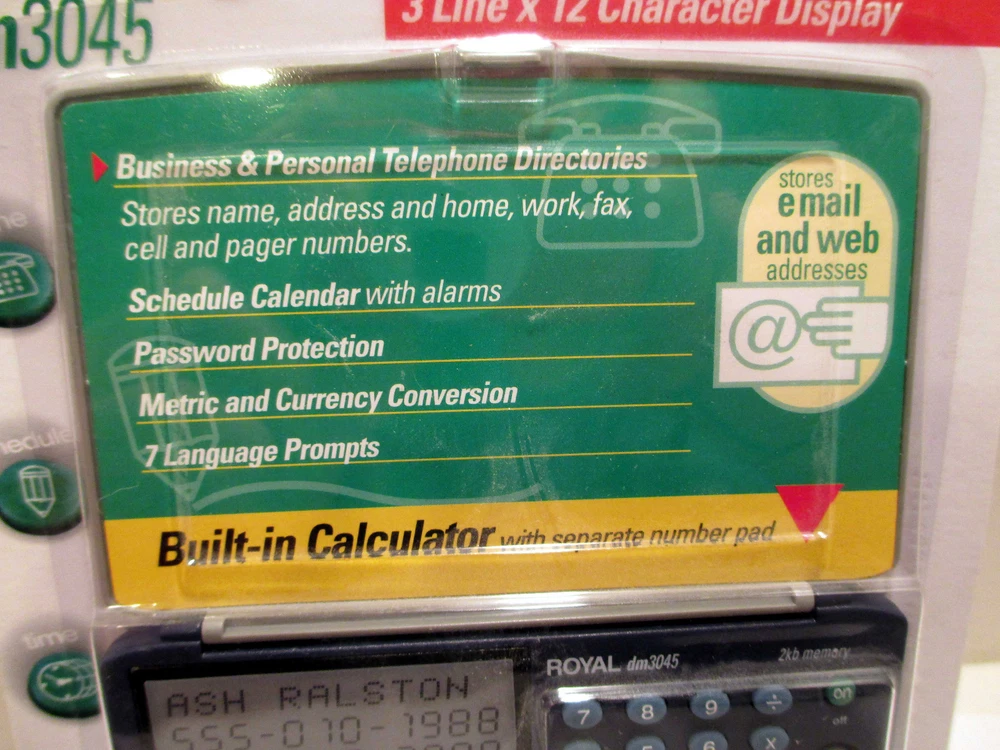 3045
3 Line x 12 Character Display
Business & Personal Telephone Directories
Stores name, address and home, work, fax,
cell and pager numbers.
Schedule Calendar with alarms
Password Protection
Metric and Currency Conversion
7 Language Prompts
stores
email
and web
addresses
@
Built-in Calculator with separate number pad
time
ROYAL dm3045
2kb memory
ASH RALSTON
555-010-1988
7 8 9 ÷ on
off
6 x